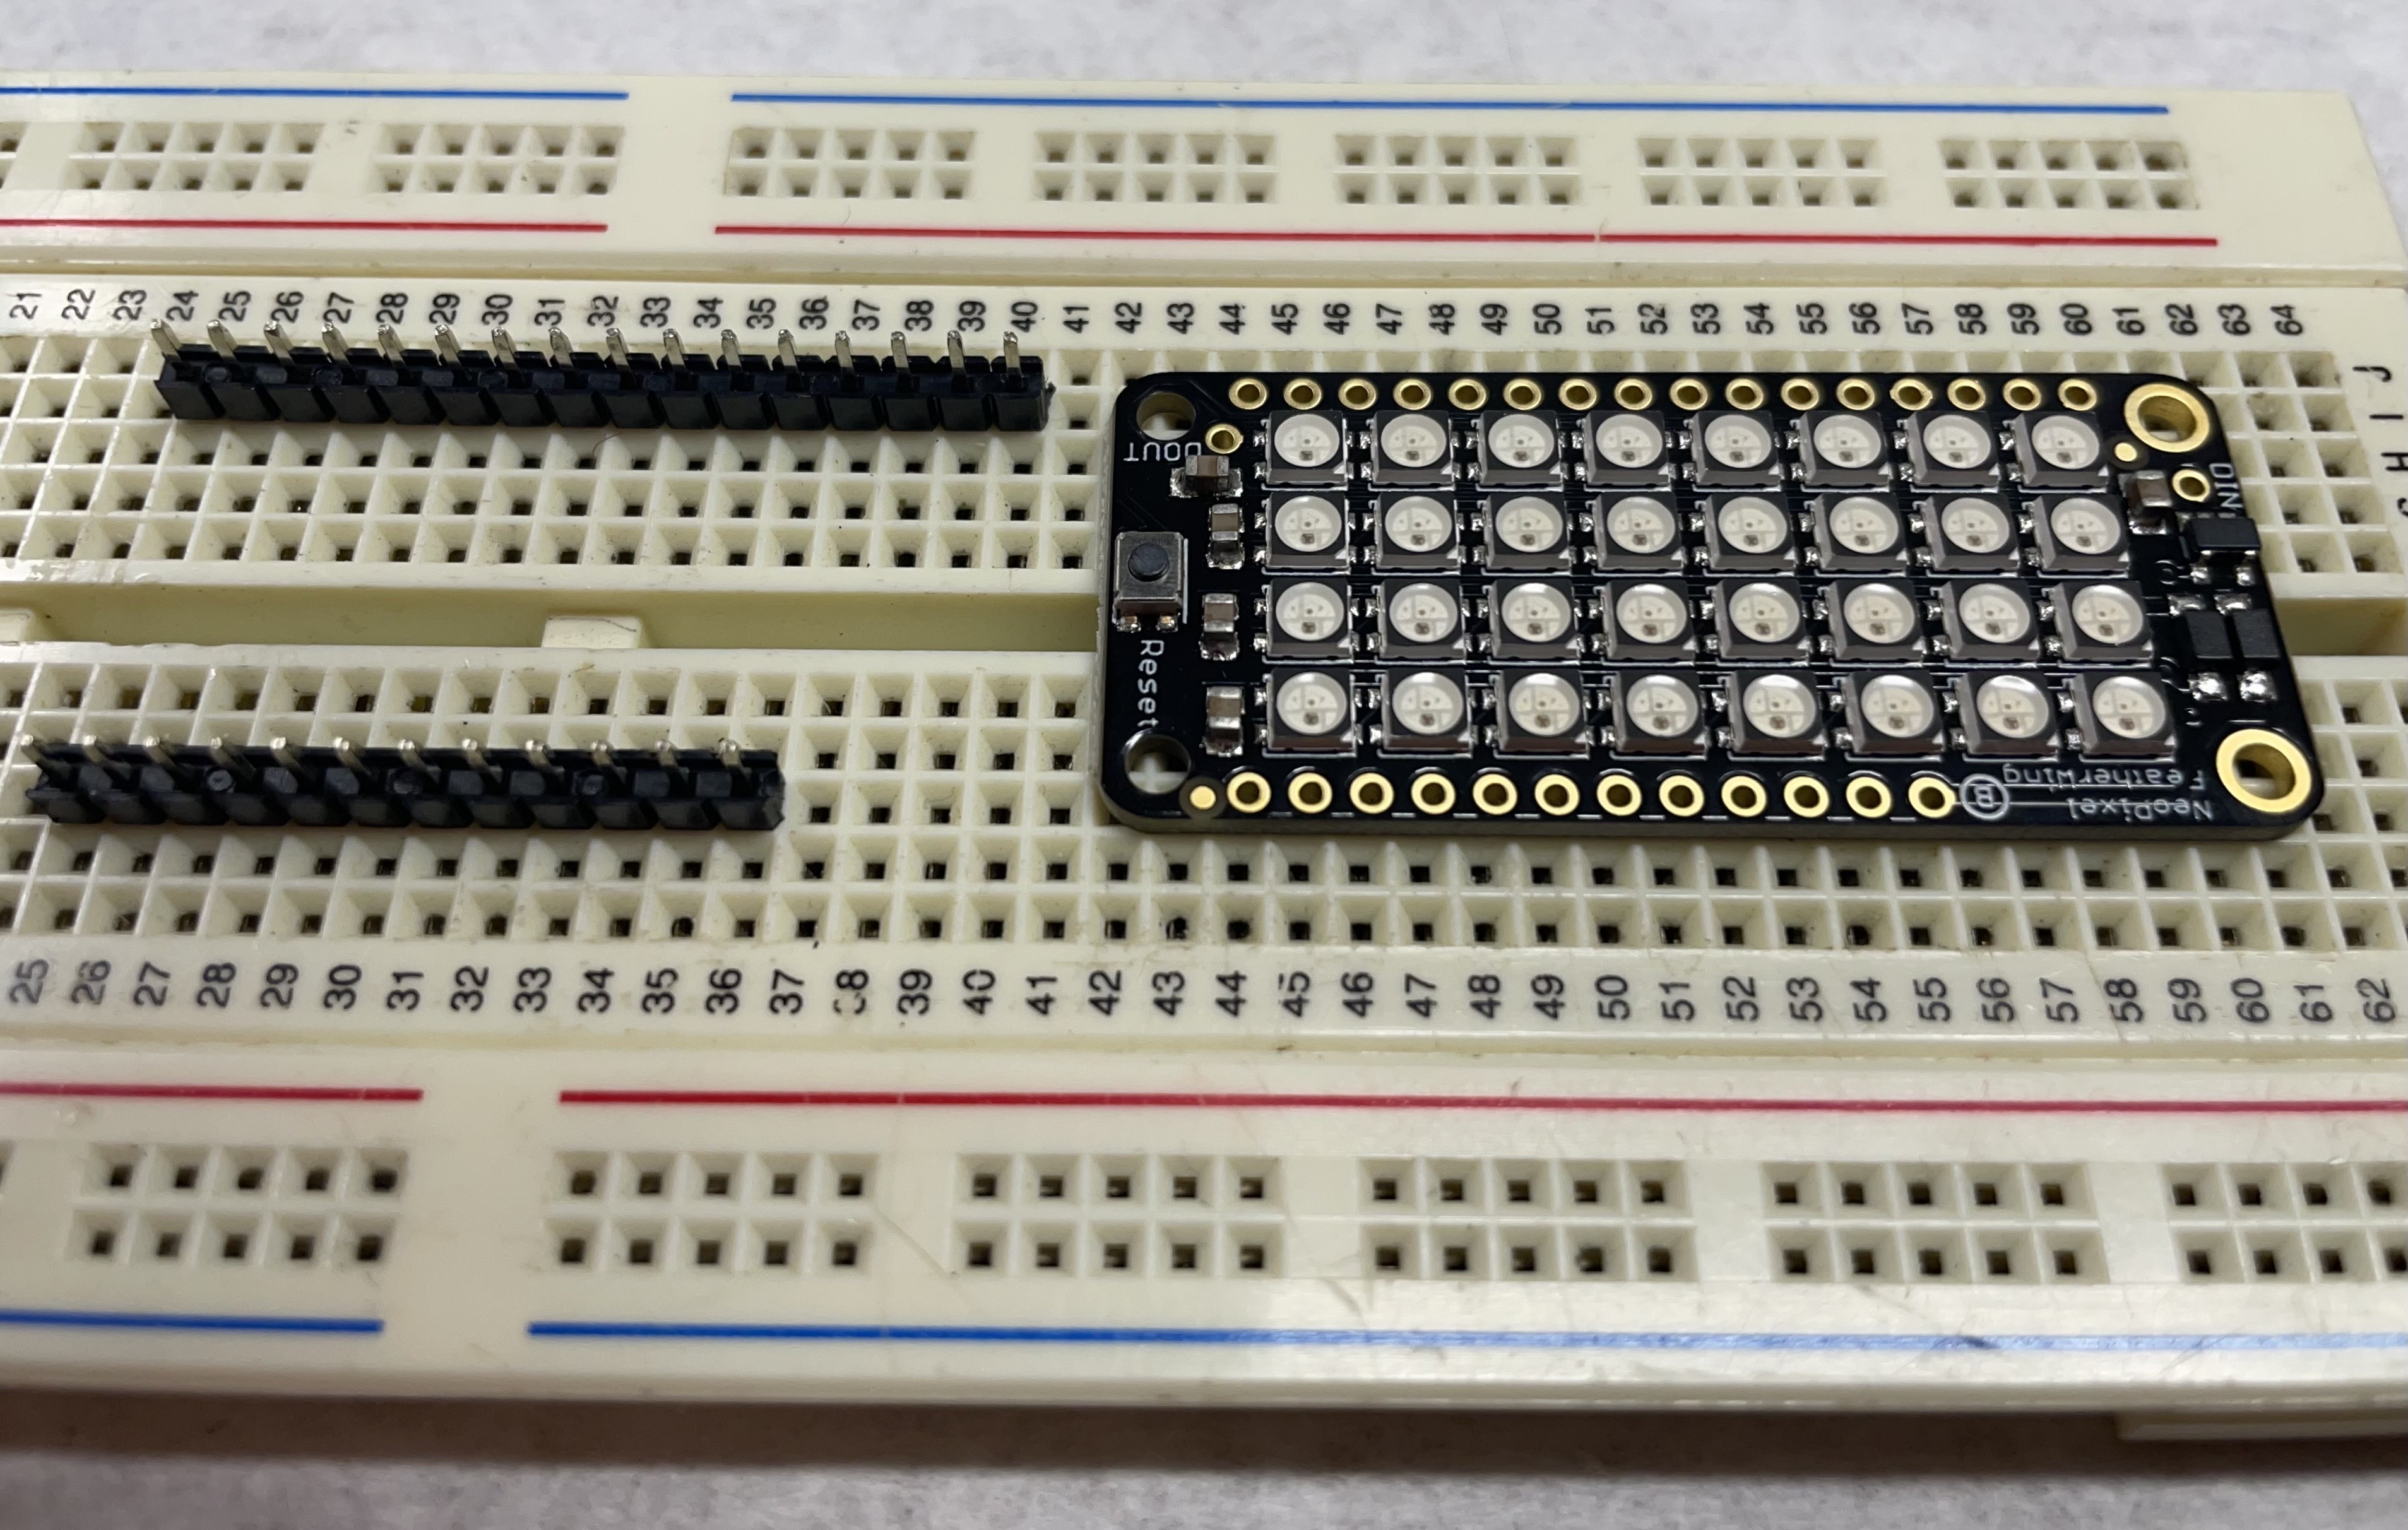 21 22 23 24 25 26 27 28 29 30 31 32 33 34 35 36 37 38 39 40 41 42 43 44 45 46 47 48 49 50 51 52 53 54 55 56 57 58 59 60 61 62 63 64
J
I
H
DOUT
DIN
Reset
NeoPixel
FeatherWing
B
25 26 27 28 29 30 31 32 33 34 35 36 37 38 39 40 41 42 43 44 45 46 47 48 49 50 51 52 53 54 55 56 57 58 59 60 61 62